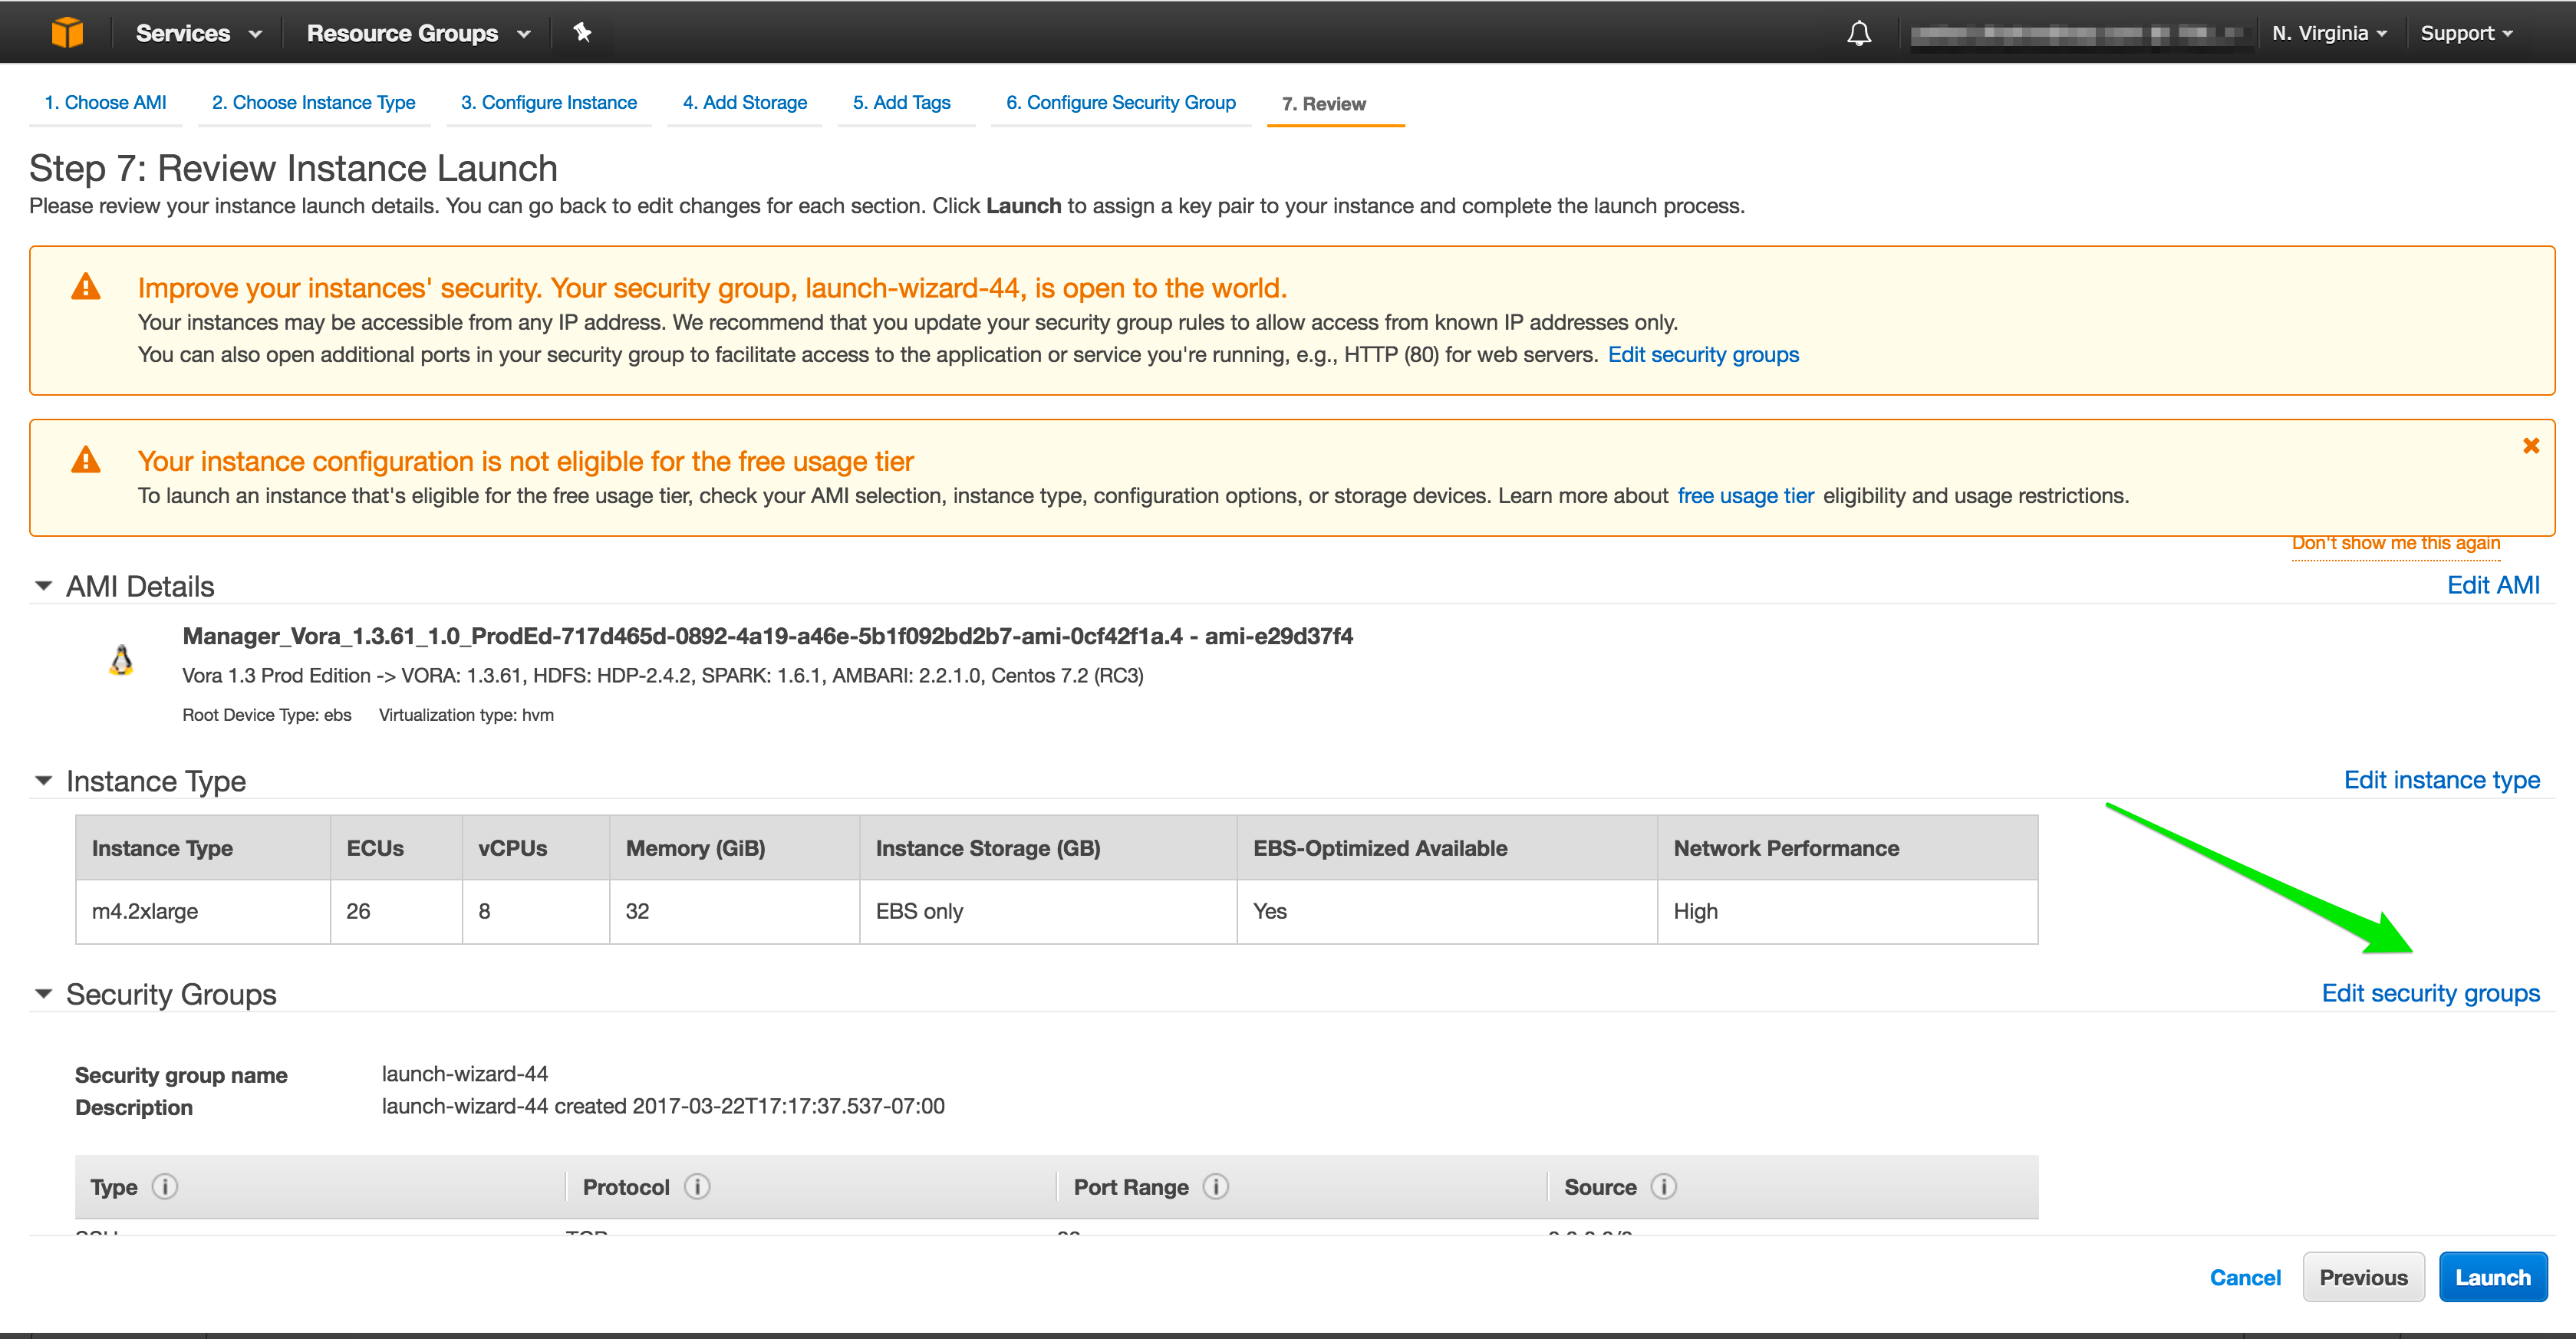 Services Resource Groups N. Virginia Support
1. Choose AMI 2. Choose Instance Type 3. Configure Instance 4. Add Storage 5. Add Tags 6. Configure Security Group 7. Review
Step 7: Review Instance Launch
Please review your instance launch details. You can go back to edit changes for each section. Click Launch to assign a key pair to your instance and complete the launch process.
Improve your instances' security. Your security group, launch-wizard-44, is open to the world.
Your instances may be accessible from any IP address. We recommend that you update your security group rules to allow access from known IP addresses only.
You can also open additional ports in your security group to facilitate access to the application or service you're running, e.g., HTTP (80) for web servers. Edit security groups
Your instance configuration is not eligible for the free usage tier
To launch an instance that's eligible for the free usage tier, check your AMI selection, instance type, configuration options, or storage devices. Learn more about free usage tier eligibility and usage restrictions.
Don't show me this again
AMI Details Edit AMI
Manager_Vora_1.3.61_1.0_ProdEd-717d465d-0892-4a19-a46e-5b1f092bd2b7-ami-0cf42f1a.4 - ami-e29d37f4
Vora 1.3 Prod Edition -> VORA: 1.3.61, HDFS: HDP-2.4.2, SPARK: 1.6.1, AMBARI: 2.2.1.0, Centos 7.2 (RC3)
Root Device Type: ebs Virtualization type: hvm
Instance Type Edit instance type
Instance Type ECUs vCPUs Memory (GiB) Instance Storage (GB) EBS-Optimized Available Network Performance
m4.2xlarge 26 8 32 EBS only Yes High
Security Groups Edit security groups
Security group name launch-wizard-44
Description launch-wizard-44 created 2017-03-22T17:17:37.537-07:00
Type Protocol Port Range Source
Cancel Previous Launch